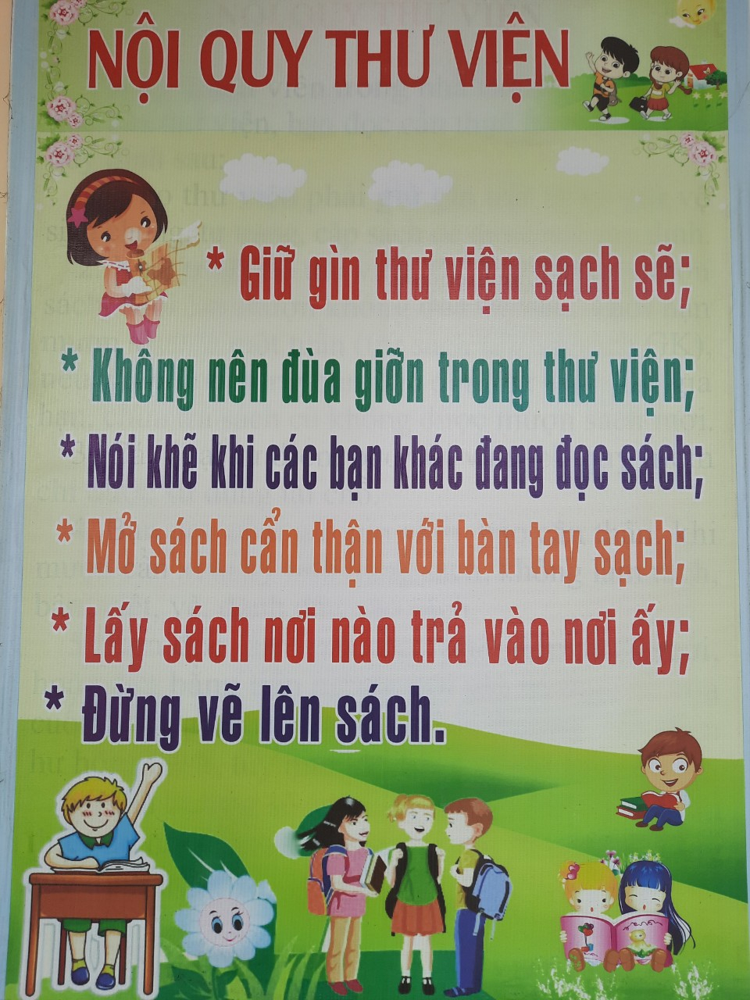 NỘI QUY THƯ VIỆN
* Giữ gìn thư viện sạch sẽ;
* Không nên đùa giỡn trong thư viện;
* Nói khẽ khi các bạn khác đang đọc sách;
* Mở sách cẩn thận với bàn tay sạch;
* Lấy sách nơi nào trả vào nơi ấy;
* Đừng vẽ lên sách.